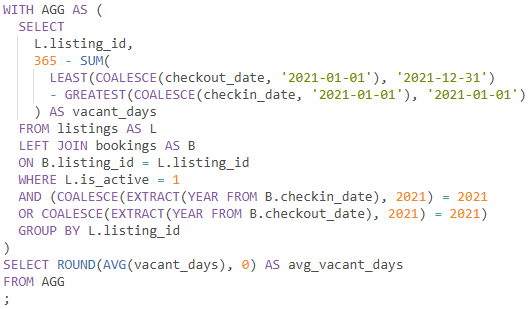 WITH AGG AS (
  SELECT
    L.listing_id,
    365 - SUM(
      LEAST(COALESCE(checkout_date, '2021-01-01'), '2021-12-31')
      - GREATEST(COALESCE(checkin_date, '2021-01-01'), '2021-01-01')
    ) AS vacant_days
  FROM listings AS L
  LEFT JOIN bookings AS B
  ON B.listing_id = L.listing_id
  WHERE L.is_active = 1
  AND (COALESCE(EXTRACT(YEAR FROM B.checkin_date), 2021) = 2021
  OR COALESCE(EXTRACT(YEAR FROM B.checkout_date), 2021) = 2021)
  GROUP BY L.listing_id
)
SELECT ROUND(AVG(vacant_days), 0) AS avg_vacant_days
FROM AGG
;